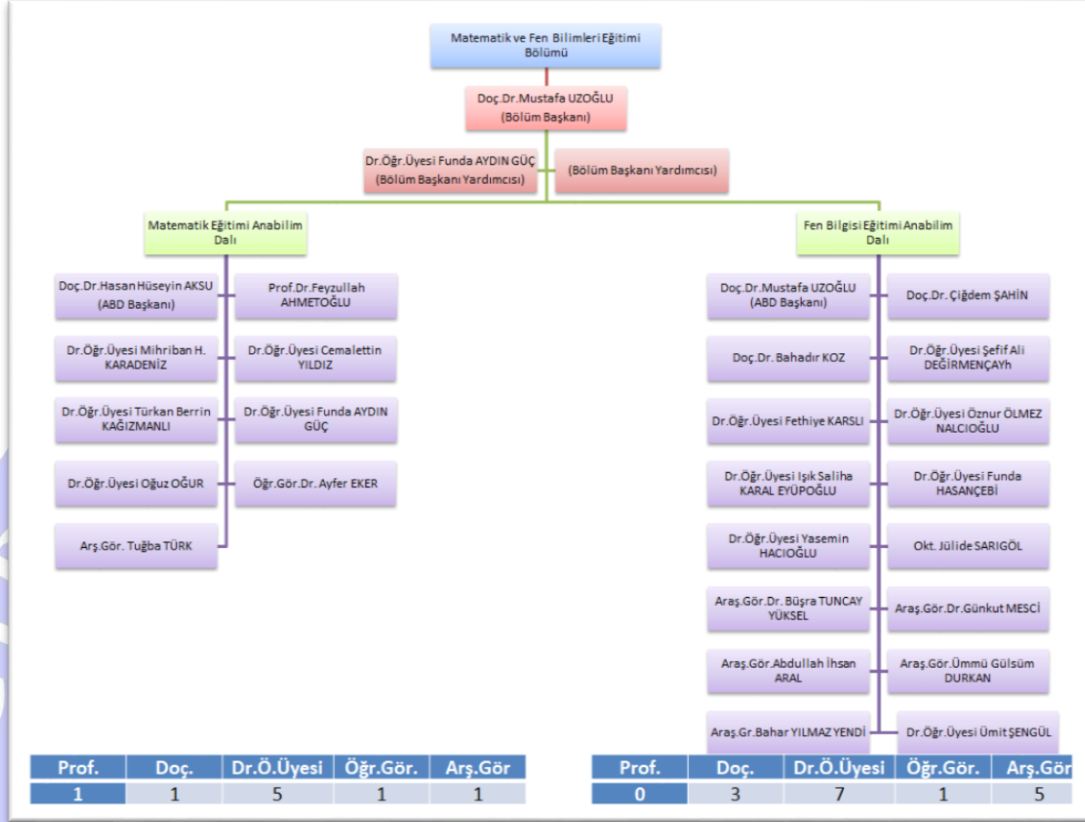 Matematik ve Fen Bilimleri Eğitimi
Bölümü
Doç.Dr.Mustafa UZOĞLU
(Bölüm Başkanı)
Dr.Öğr.Üyesi Funda AYDIN GÜÇ
(Bölüm Başkanı Yardımcısı)
(Bölüm Başkanı Yardımcısı)
Matematik Eğitimi Anabilim
Dalı
Doç.Dr.Hasan Hüseyin AKSU
(ABD Başkanı)
Prof.Dr.Feyzullah
AHMETOĞLU
Dr.Öğr.Üyesi Mihriban H.
KARADENİZ
Dr.Öğr.Üyesi Cemalettin
YILDIZ
Dr.Öğr.Üyesi Türkan Berrin
KAĞIZMANLI
Dr.Öğr.Üyesi Funda AYDIN
GÜÇ
Dr.Öğr.Üyesi Oğuz OĞUR
Öğr.Gör.Dr. Ayfer EKER
Arş.Gör. Tuğba TÜRK
Fen Bilgisi Eğitimi Anabilim
Dalı
Doç.Dr.Mustafa UZOĞLU
(ABD Başkanı)
Doç.Dr. Çiğdem ŞAHİN
Doç.Dr. Bahadır KOZ
Dr.Öğr.Üyesi Şefif Ali
DEĞİRMENÇAYh
Dr.Öğr.Üyesi Fethiye KARSLI
Dr.Öğr.Üyesi Öznur ÖLMEZ
NALCIOĞLU
Dr.Öğr.Üyesi Işık Saliha
KARAL EYÜPOĞLU
Dr.Öğr.Üyesi Funda
HASANÇEBİ
Dr.Öğr.Üyesi Yasemin
HACIOĞLU
Okt. Jülide SARIGÖL
Araş.Gör.Dr. Büşra TUNCAY
YÜKSEL
Araş.Gör.Dr.Günkut MESCİ
Araş.Gör.Abdullah İhsan
ARAL
Araş.Gör.Ümmü Gülsüm
DURKAN
Araş.Gr.Bahar YILMAZ YENDİ
Dr.Öğr.Üyesi Ümit ŞENGÜL
Prof. Doç. Dr.Ö.Üyesi Öğr.Gör. Arş.Gör
1 1 5 1 1
Prof. Doç. Dr.Ö.Üyesi Öğr.Gör. Arş.Gör
0 3 7 1 5